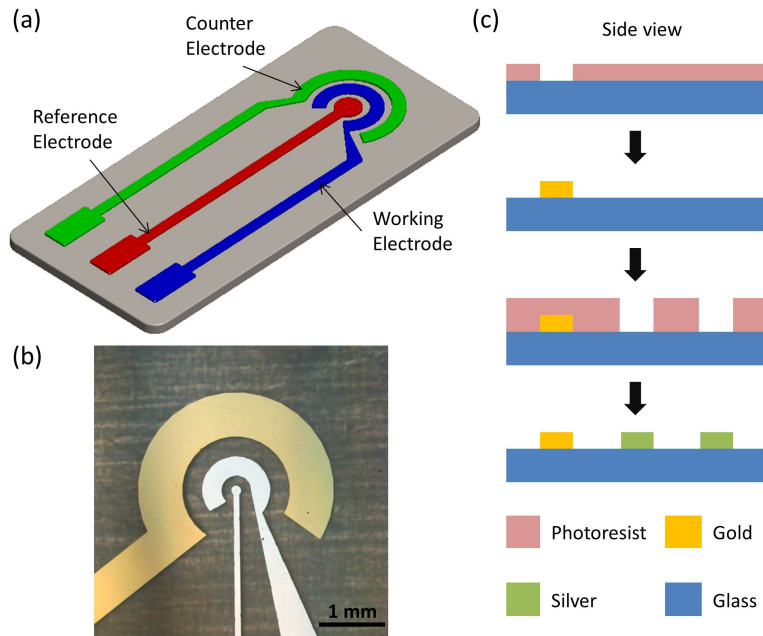 (a)
Counter
Electrode
Reference
Electrode
Working
Electrode
(b)
1 mm
(c)
Side view
Photoresist
Gold
Silver
Glass